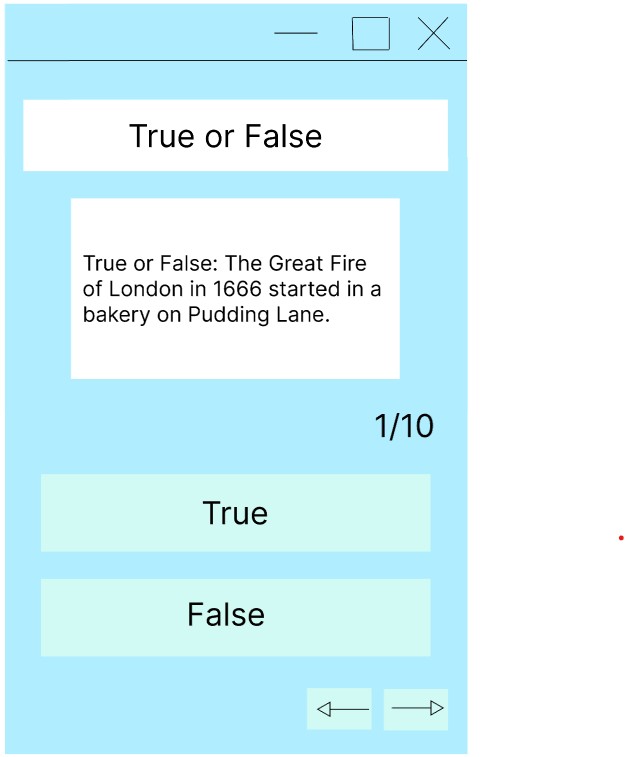 True or False
True or False: The Great Fire
of London in 1666 started in a
bakery on Pudding Lane.
1/10
True
False